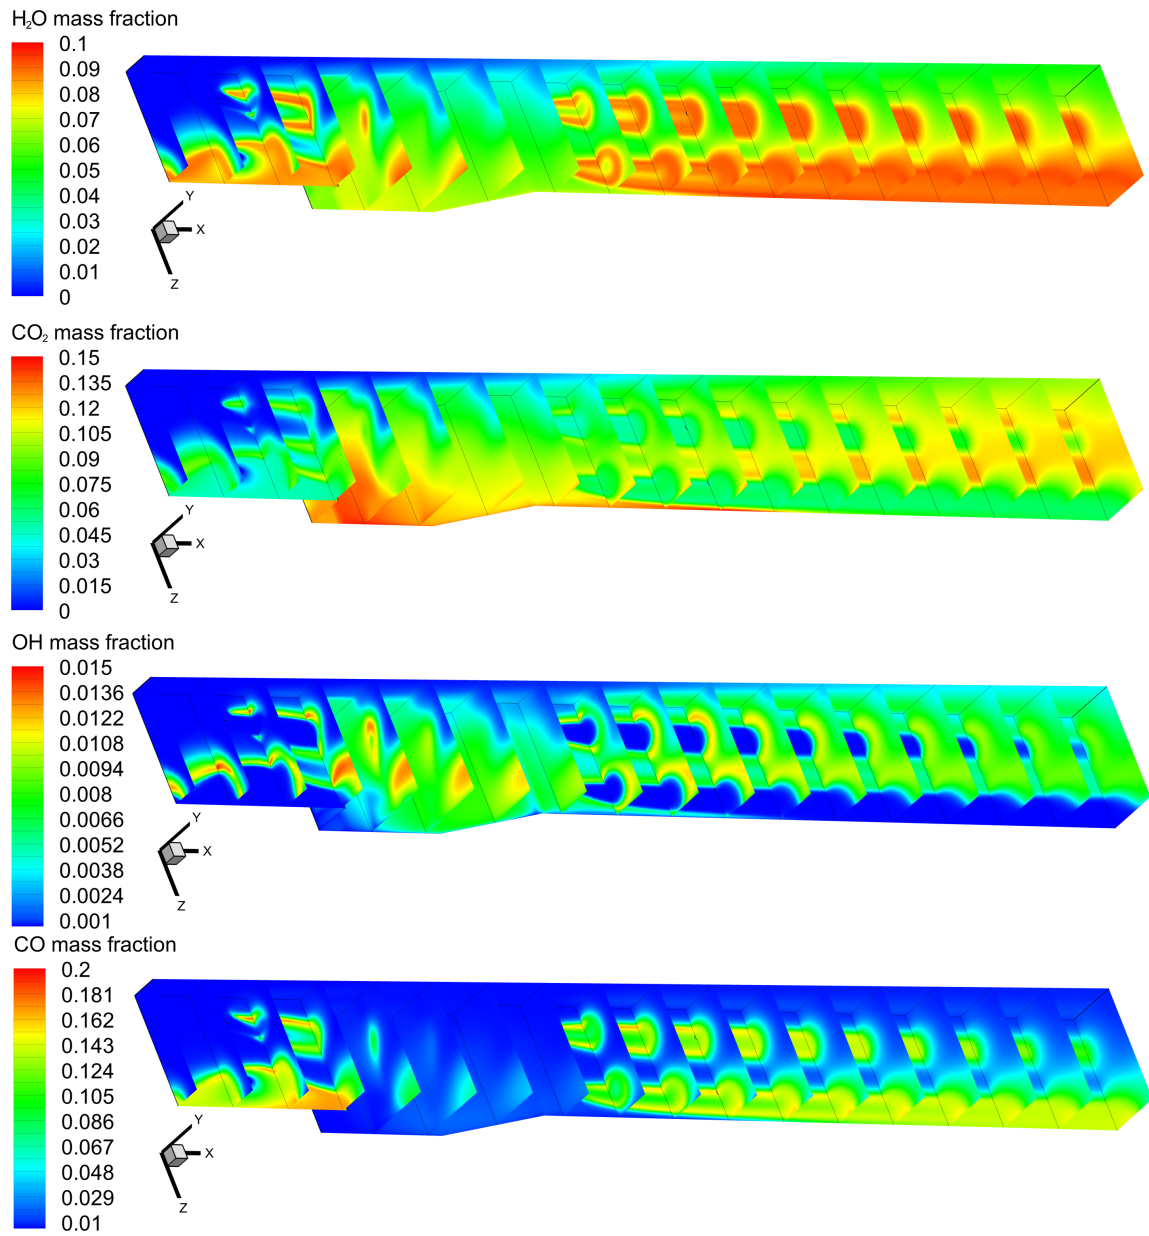 H₂O mass fraction
0.1
0.09
0.08
0.07
0.06
0.05
0.04
0.03
0.02
0.01
0
Y
X
Z
CO₂ mass fraction
0.15
0.135
0.12
0.105
0.09
0.075
0.06
0.045
0.03
0.015
0
Y
X
Z
OH mass fraction
0.015
0.0136
0.0122
0.0108
0.0094
0.008
0.0066
0.0052
0.0038
0.0024
0.001
Y
X
Z
CO mass fraction
0.2
0.181
0.162
0.143
0.124
0.105
0.086
0.067
0.048
0.029
0.01
Y
X
Z